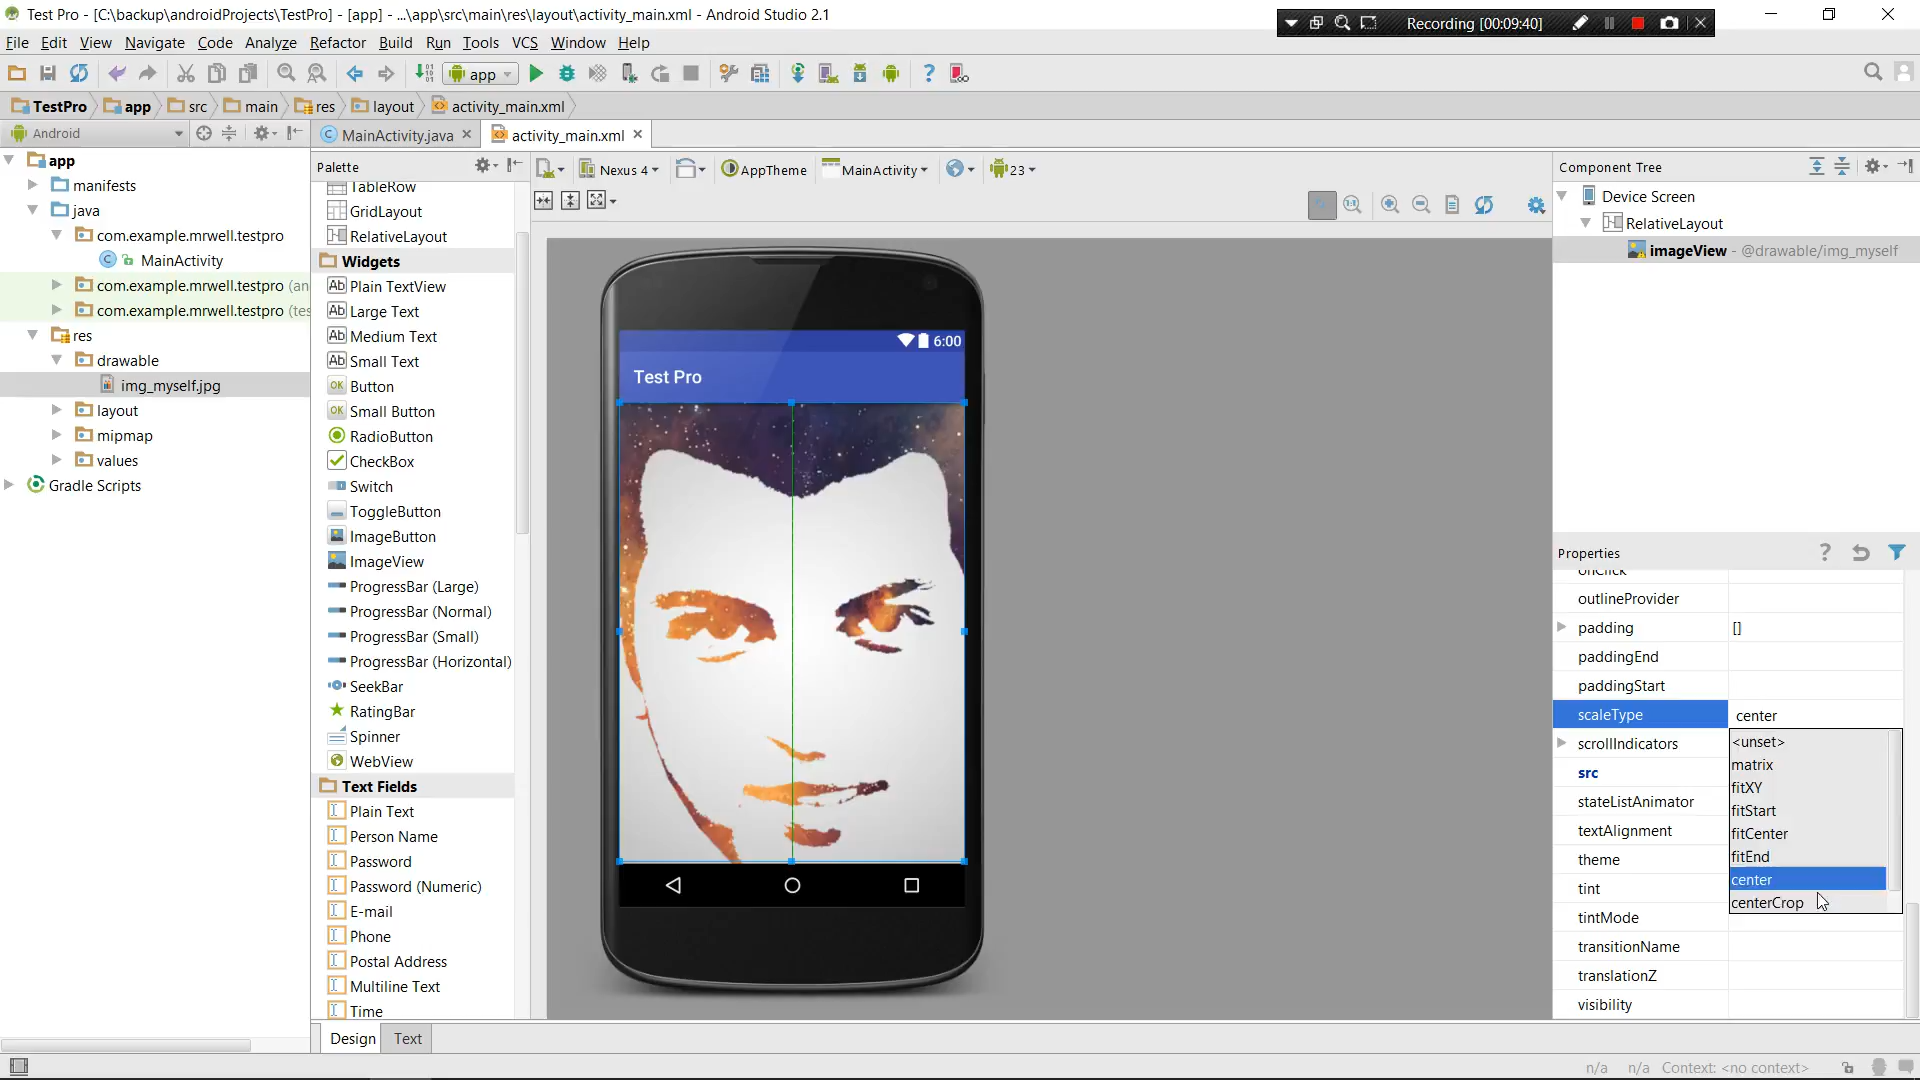 Test Pro - [C:\backup\androidProjects\TestPro] - [app] - ...\app\src\main\res\layout\activity_main.xml - Android Studio 2.1
Recording [00:09:40]
File Edit View Navigate Code Analyze Refactor Build Run Tools VCS Window Help
app
TestPro app src main res layout activity_main.xml
Android
MainActivity.java activity_main.xml
app
manifests
java
com.example.mrwell.testpro
MainActivity
com.example.mrwell.testpro (an
com.example.mrwell.testpro (tes
res
drawable
img_myself.jpg
layout
mipmap
values
Gradle Scripts
Palette
TableRow
GridLayout
RelativeLayout
Widgets
Plain TextView
Large Text
Medium Text
Small Text
Button
Small Button
RadioButton
CheckBox
Switch
ToggleButton
ImageButton
ImageView
ProgressBar (Large)
ProgressBar (Normal)
ProgressBar (Small)
ProgressBar (Horizontal)
SeekBar
RatingBar
Spinner
WebView
Text Fields
Plain Text
Person Name
Password
Password (Numeric)
E-mail
Phone
Postal Address
Multiline Text
Time
Nexus 4 AppTheme MainActivity 23
6:00
Test Pro
Component Tree
Device Screen
RelativeLayout
imageView - @drawable/img_myself
Properties
onClick
outlineProvider
padding []
paddingEnd
paddingStart
scaleType center
scrollIndicators
src
stateListAnimator
textAlignment
theme
tint
tintMode
transitionName
translationZ
visibility
<unset>
matrix
fitXY
fitStart
fitCenter
fitEnd
center
centerCrop
Design Text
n/a n/a Context: <no context>